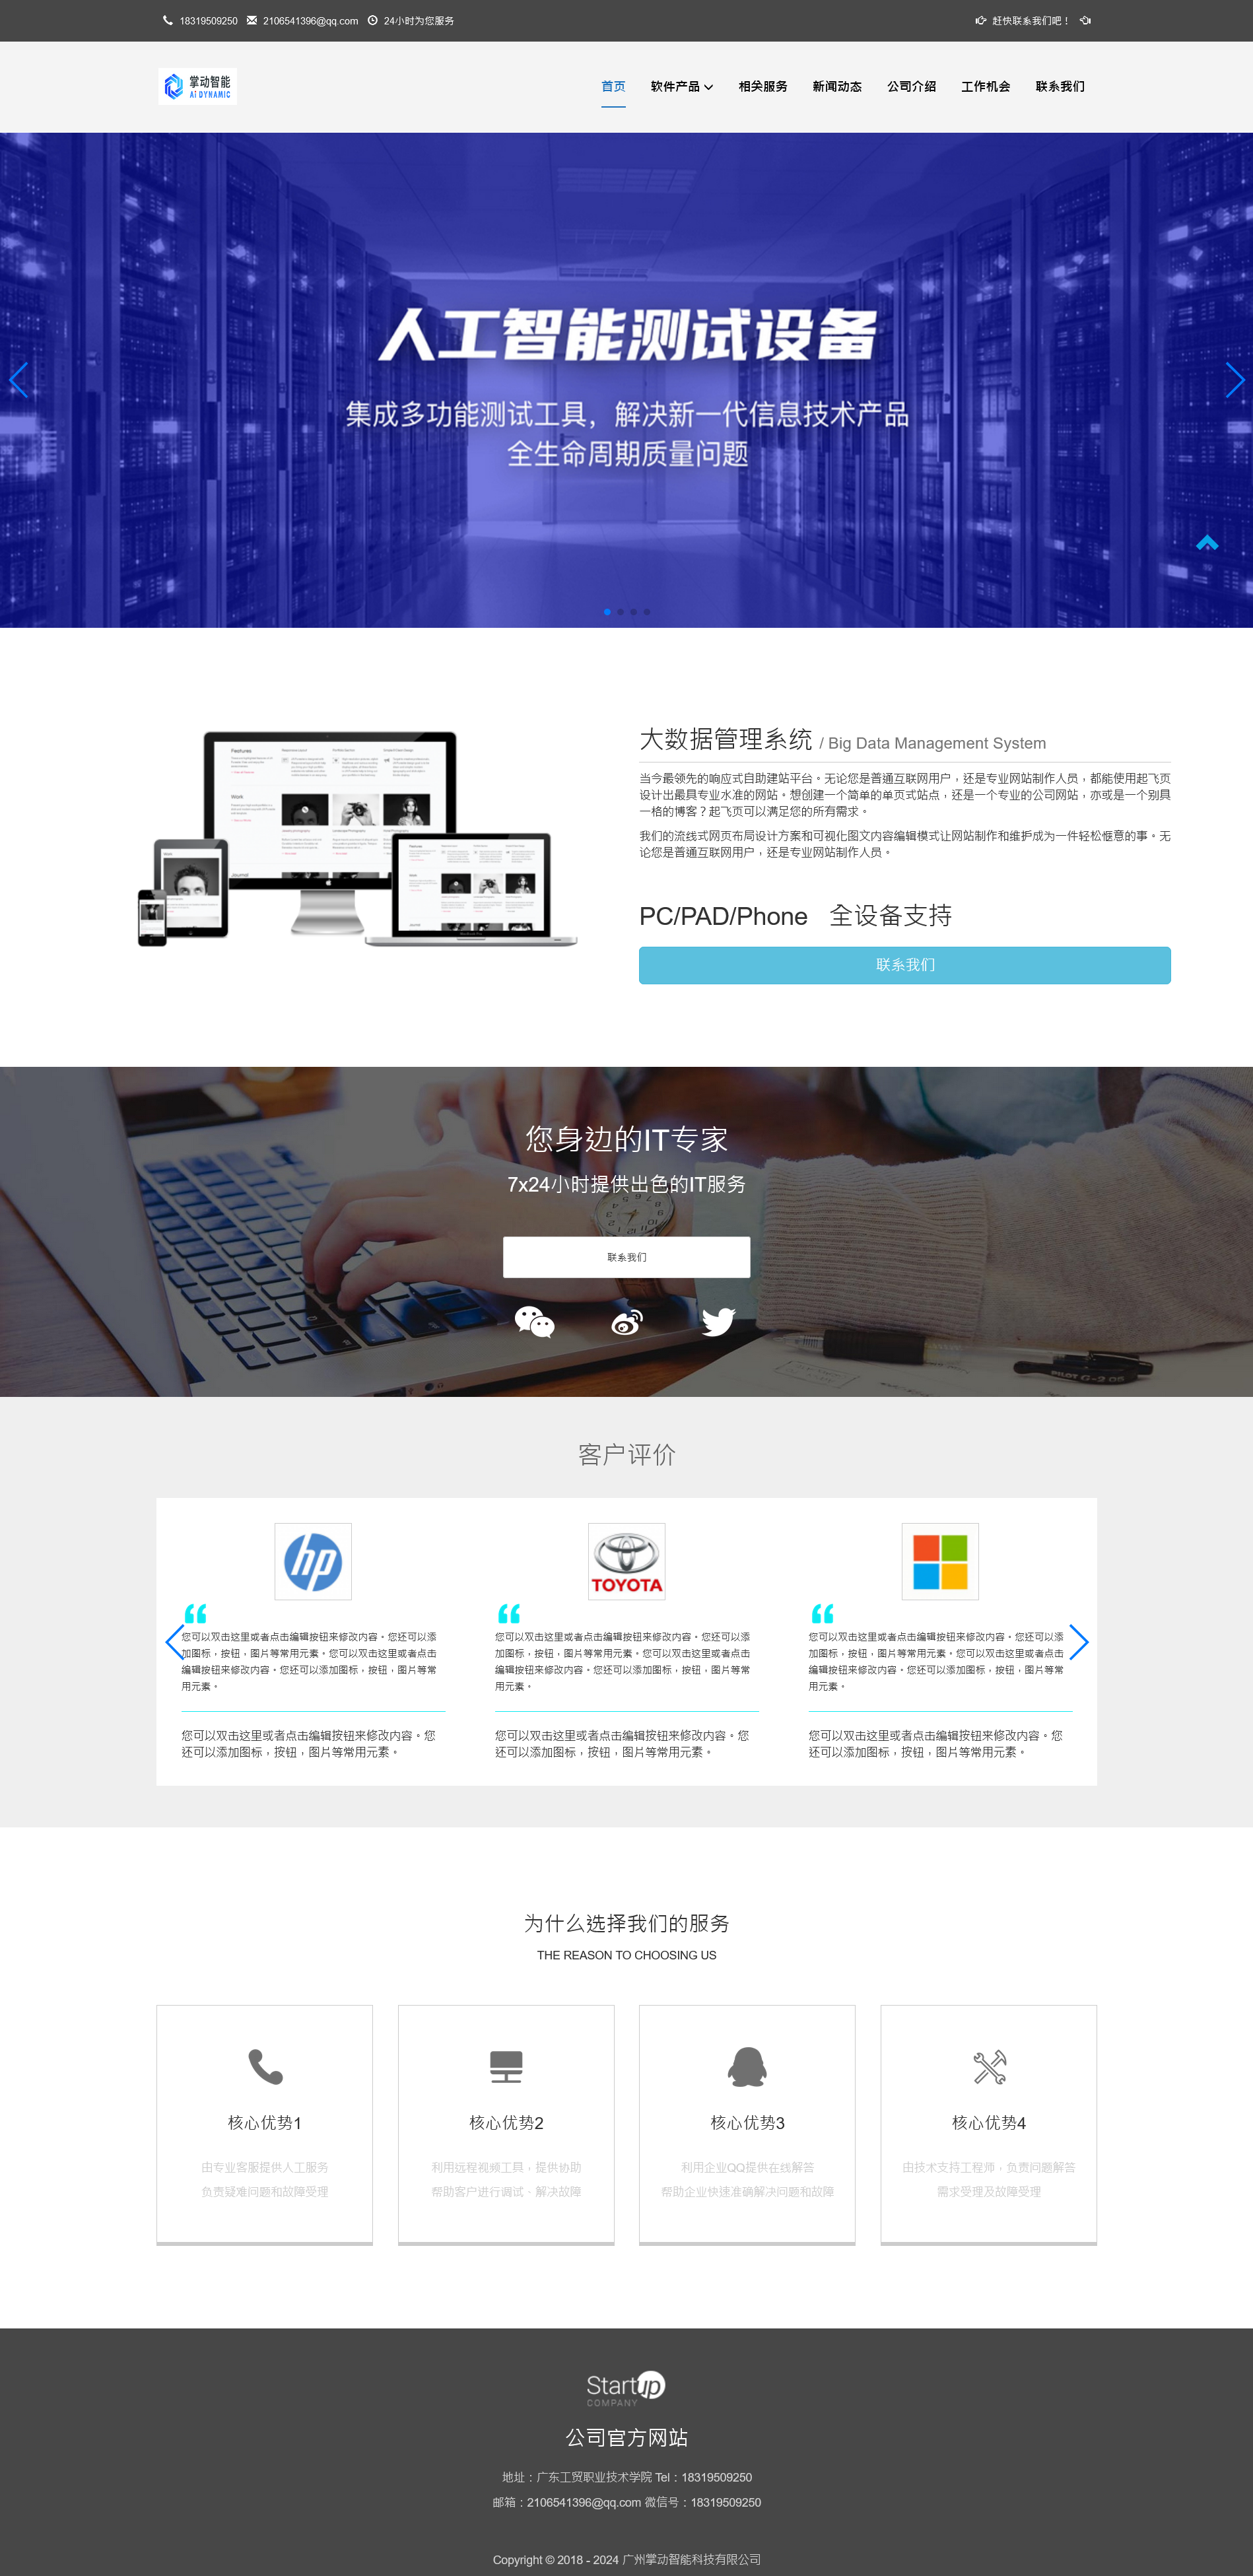 18319509250 2106541396@qq.com 24小时为您服务 赶快联系我们吧！
掌动智能
AI DYNAMIC
首页 软件产品 相关服务 新闻动态 公司介绍 工作机会 联系我们
人工智能测试设备
集成多功能测试工具，解决新一代信息技术产品
全生命周期质量问题
大数据管理系统 / Big Data Management System
当今最领先的响应式自助建站平台。无论您是普通互联网用户，还是专业网站制作人员，都能使用起飞页
设计出最具专业水准的网站。想创建一个简单的单页式站点，还是一个专业的公司网站，亦或是一个别具
一格的博客？起飞页可以满足您的所有需求。
我们的流线式网页布局设计方案和可视化图文内容编辑模式让网站制作和维护成为一件轻松惬意的事。无
论您是普通互联网用户，还是专业网站制作人员。
PC/PAD/Phone 全设备支持
联系我们
您身边的IT专家
7x24小时提供出色的IT服务
联系我们
PILOT G-2 05
客户评价
hp
TOYOTA
您可以双击这里或者点击编辑按钮来修改内容。您还可以添
加图标，按钮，图片等常用元素。您可以双击这里或者点击
编辑按钮来修改内容。您还可以添加图标，按钮，图片等常
用元素。
您可以双击这里或者点击编辑按钮来修改内容。您
还可以添加图标，按钮，图片等常用元素。
您可以双击这里或者点击编辑按钮来修改内容。您还可以添
加图标，按钮，图片等常用元素。您可以双击这里或者点击
编辑按钮来修改内容。您还可以添加图标，按钮，图片等常
用元素。
您可以双击这里或者点击编辑按钮来修改内容。您
还可以添加图标，按钮，图片等常用元素。
您可以双击这里或者点击编辑按钮来修改内容。您还可以添
加图标，按钮，图片等常用元素。您可以双击这里或者点击
编辑按钮来修改内容。您还可以添加图标，按钮，图片等常
用元素。
您可以双击这里或者点击编辑按钮来修改内容。您
还可以添加图标，按钮，图片等常用元素。
为什么选择我们的服务
THE REASON TO CHOOSING US
核心优势1
由专业客服提供人工服务
负责疑难问题和故障受理
核心优势2
利用远程视频工具，提供协助
帮助客户进行调试、解决故障
核心优势3
利用企业QQ提供在线解答
帮助企业快速准确解决问题和故障
核心优势4
由技术支持工程师，负责问题解答
需求受理及故障受理
Startup
COMPANY
公司官方网站
地址：广东工贸职业技术学院 Tel：18319509250
邮箱：2106541396@qq.com 微信号：18319509250
Copyright © 2018 - 2024 广州掌动智能科技有限公司